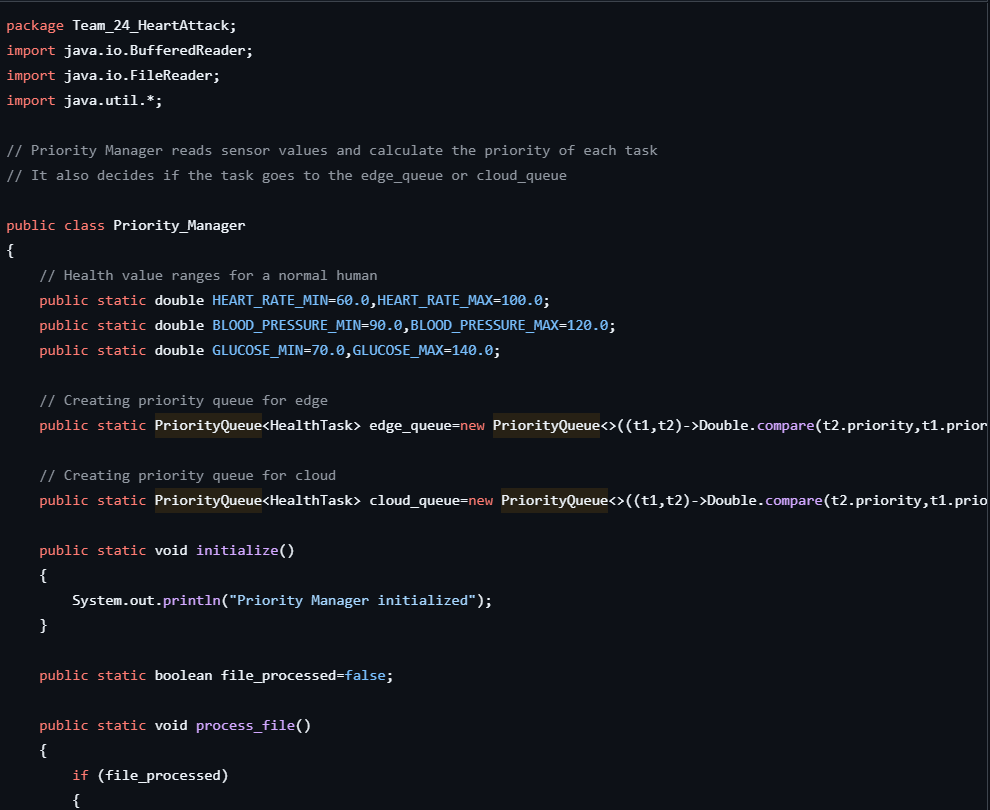 package Team_24_HeartAttack;
import java.io.BufferedReader;
import java.io.FileReader;
import java.util.*;
// Priority Manager reads sensor values and calculate the priority of each task
// It also decides if the task goes to the edge_queue or cloud_queue
public class Priority_Manager
{
// Health value ranges for a normal human
public static double HEART_RATE_MIN=60.0,HEART_RATE_MAX=100.0;
public static double BLOOD_PRESSURE_MIN=90.0,BLOOD_PRESSURE_MAX=120.0;
public static double GLUCOSE_MIN=70.0,GLUCOSE_MAX=140.0;
// Creating priority queue for edge
public static PriorityQueue<HealthTask> edge_queue=new PriorityQueue<>((t1,t2)->Double.compare(t2.priority,t1.prior
// Creating priority queue for cloud
public static PriorityQueue<HealthTask> cloud_queue=new PriorityQueue<>((t1,t2)->Double.compare(t2.priority,t1.prio
public static void initialize()
{
System.out.println("Priority Manager initialized");
}
public static boolean file_processed=false;
public static void process_file()
{
if (file_processed)
{